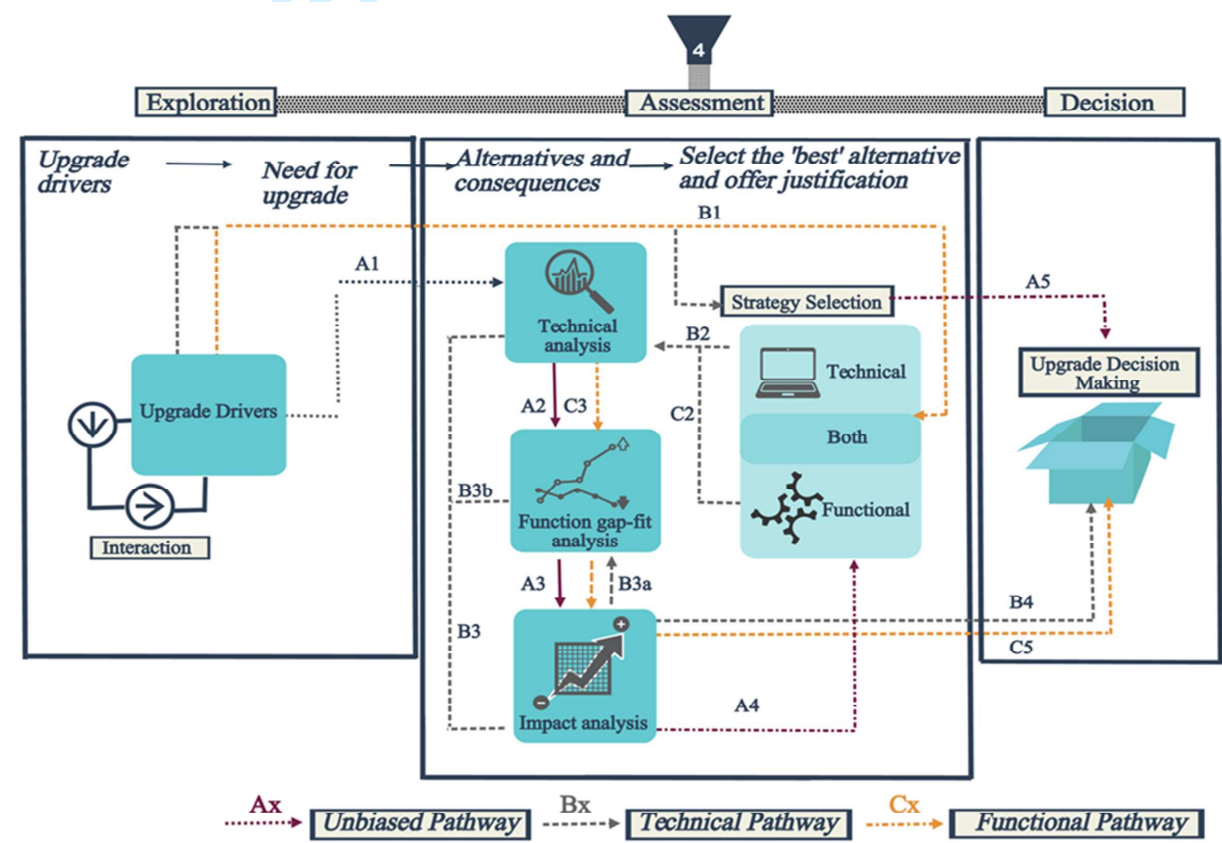 4
Exploration
Assessment
Decision
Upgrade
drivers
Need for
upgrade
Alternatives and
consequences
Select the 'best' alternative
and offer justification
B1
A1
Technical
analysis
Strategy Selection
A5
B2
Technical
Upgrade Decision
Making
Upgrade Drivers
A2
C3
C2
Both
B3b
Function gap-fit
analysis
Functional
Interaction
A3
B3a
B4
B3
C5
Impact analysis
A4
Ax
Unbiased Pathway
Bx
Technical Pathway
Cx
Functional Pathway